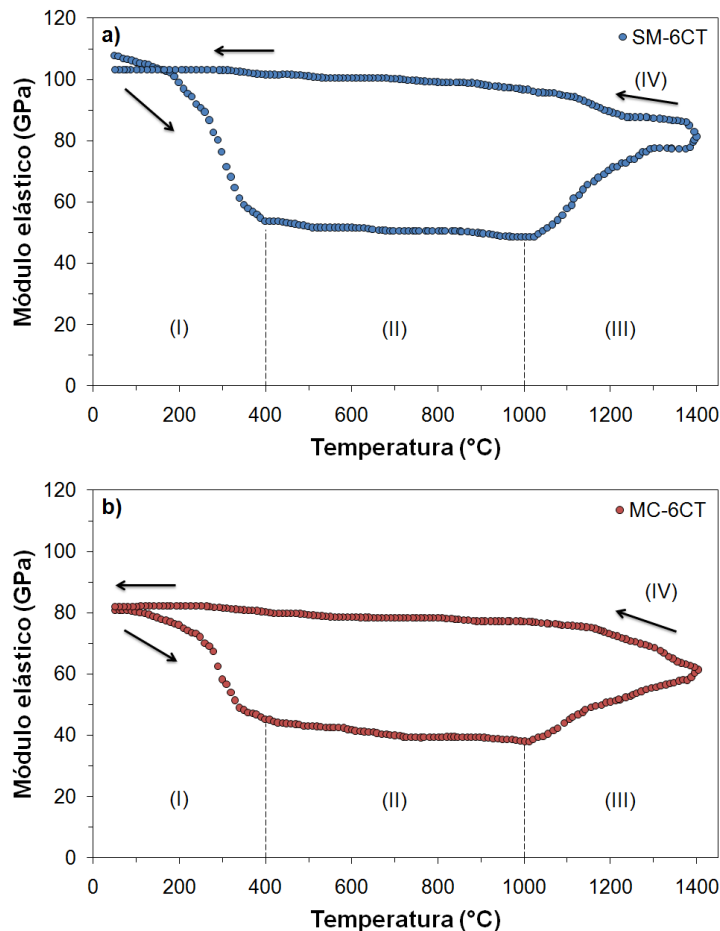 a)
SM-6CT
120
100
80
60
40
20
0
Módulo elástico (GPa)
(IV)
(I)
(II)
(III)
0 200 400 600 800 1000 1200 1400
Temperatura (°C)
b)
MC-6CT
120
100
80
60
40
20
0
Módulo elástico (GPa)
(IV)
(I)
(II)
(III)
0 200 400 600 800 1000 1200 1400
Temperatura (°C)